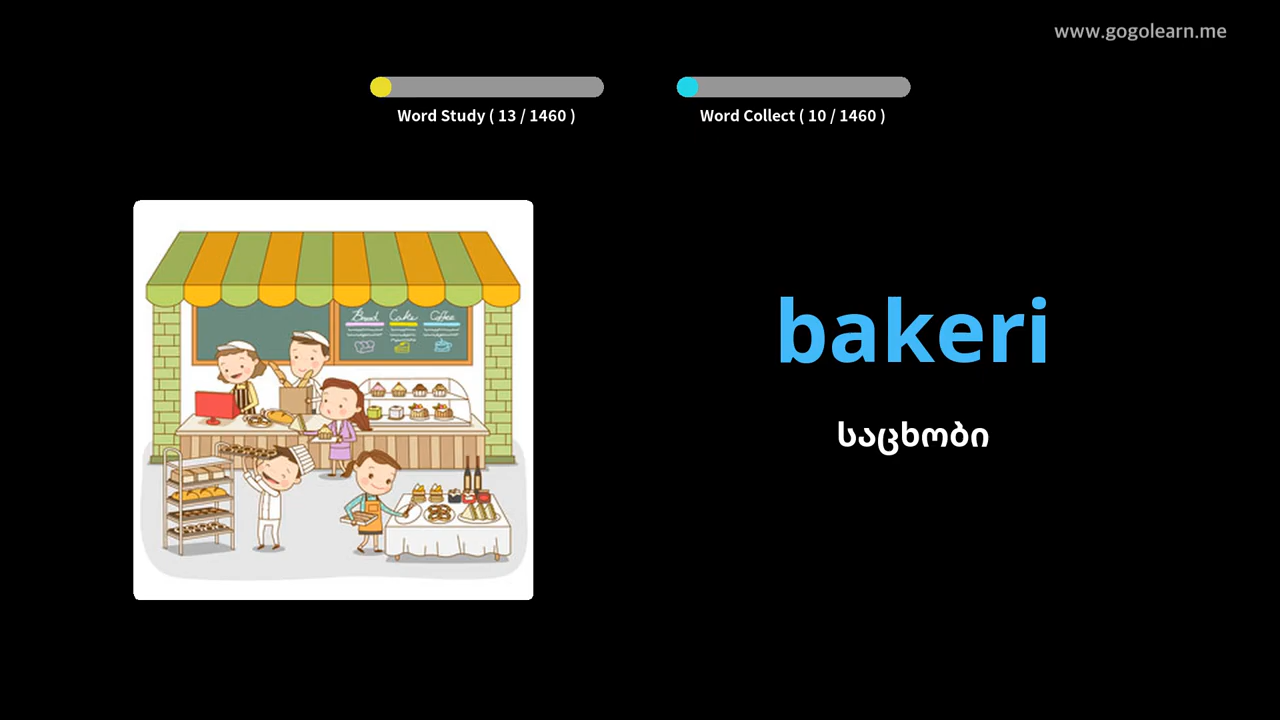 www.gogolearn.me
Word Study ( 13 / 1460 )
Word Collect ( 10 / 1460 )
Bread Cake Coffee
bakeri
საცხობი